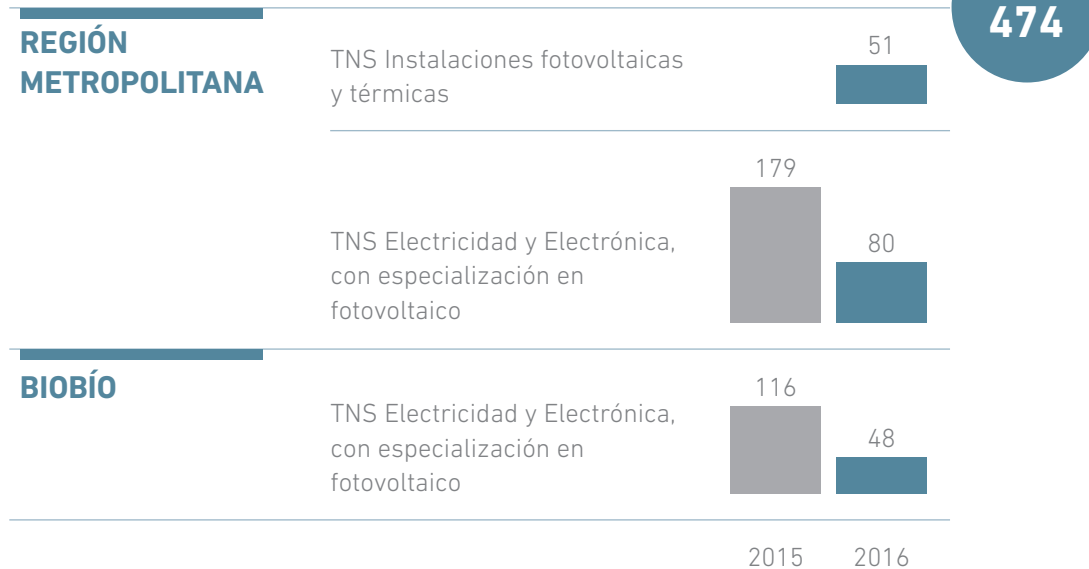 474
REGIÓN
METROPOLITANA
TNS Instalaciones fotovoltaicas
y térmicas
51
179
TNS Electricidad y Electrónica,
con especialización en
fotovoltaico
80
BIOBÍO
116
TNS Electricidad y Electrónica,
con especialización en
fotovoltaico
48
2015 2016